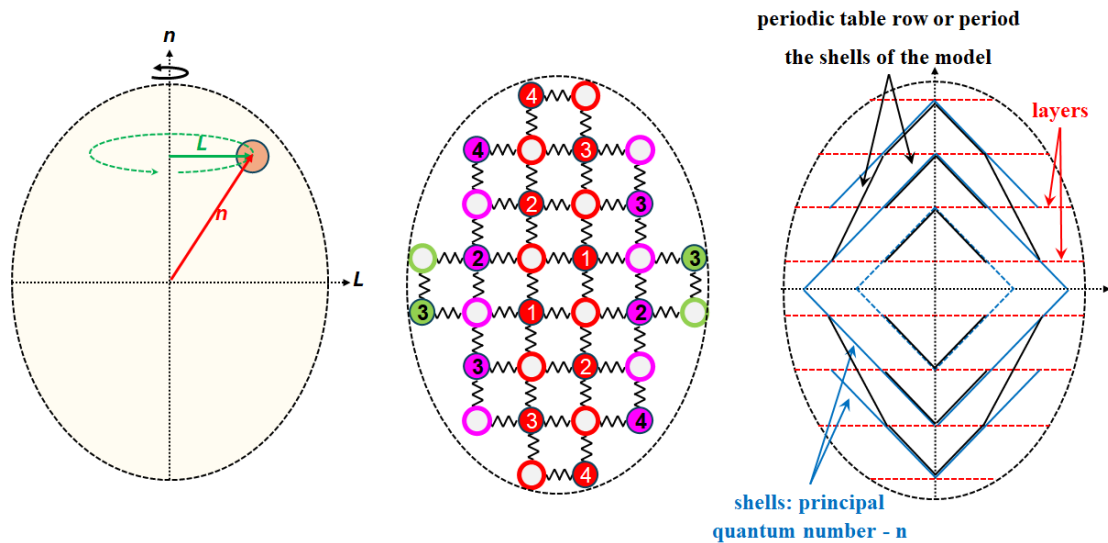 n
L
n
L
4
4 3
2 3
2 1 3
3 1 2
3 2
3 4
4
periodic table row or period
the shells of the model
layers
shells: principal
quantum number - n